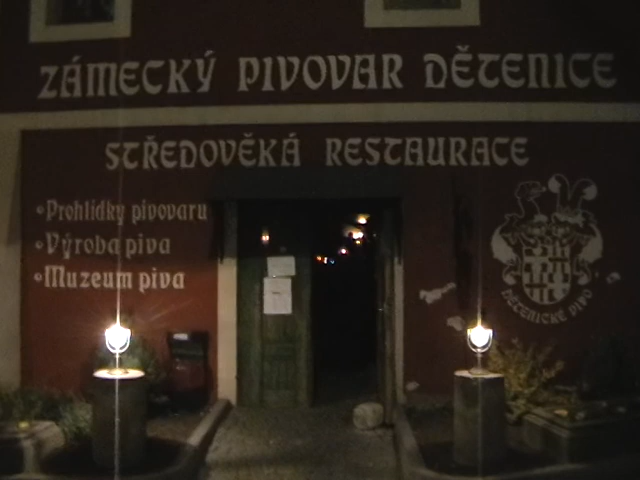 ZÁMECKÝ PIVOVAR DĚTENICE
STŘEDOVĚKÁ RESTAURACE
•Prohlídky pivovaru
•Výroba piva
•Muzeum piva
DĚTENICKÉ PIVO